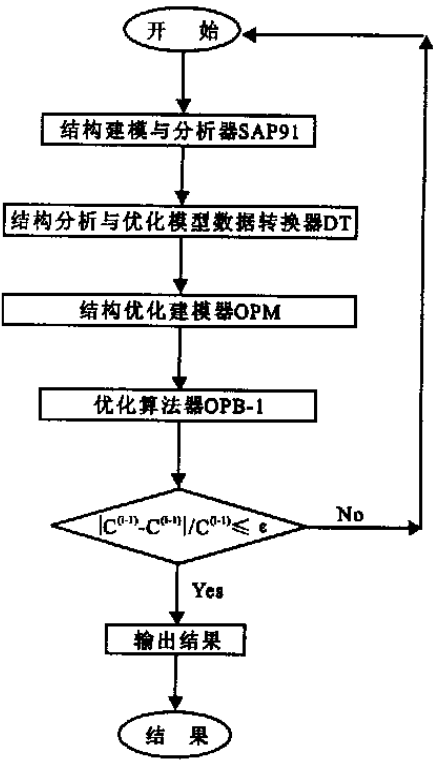 开 始
结构建模与分析器SAP91
结构分析与优化模型数据转换器DT
结构优化建模器OPM
优化算法器OPB-1
|C⁽ⁱ⁻¹⁾-C⁽ⁱ⁻¹⁾|/C⁽ⁱ⁻¹⁾≤ ε
No
Yes
输出结果
结 果